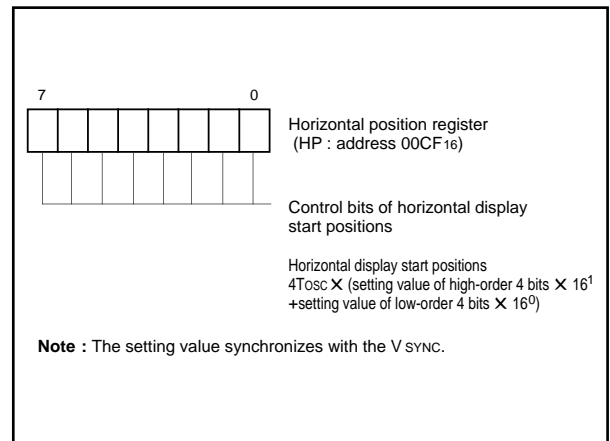 7 0
Horizontal position register
(HP : address 00CF₁₆)
Control bits of horizontal display
start positions
Horizontal display start positions
4Tosc ✕ (setting value of high-order 4 bits ✕ 16¹
+setting value of low-order 4 bits ✕ 16⁰)
Note : The setting value synchronizes with the V SYNC.